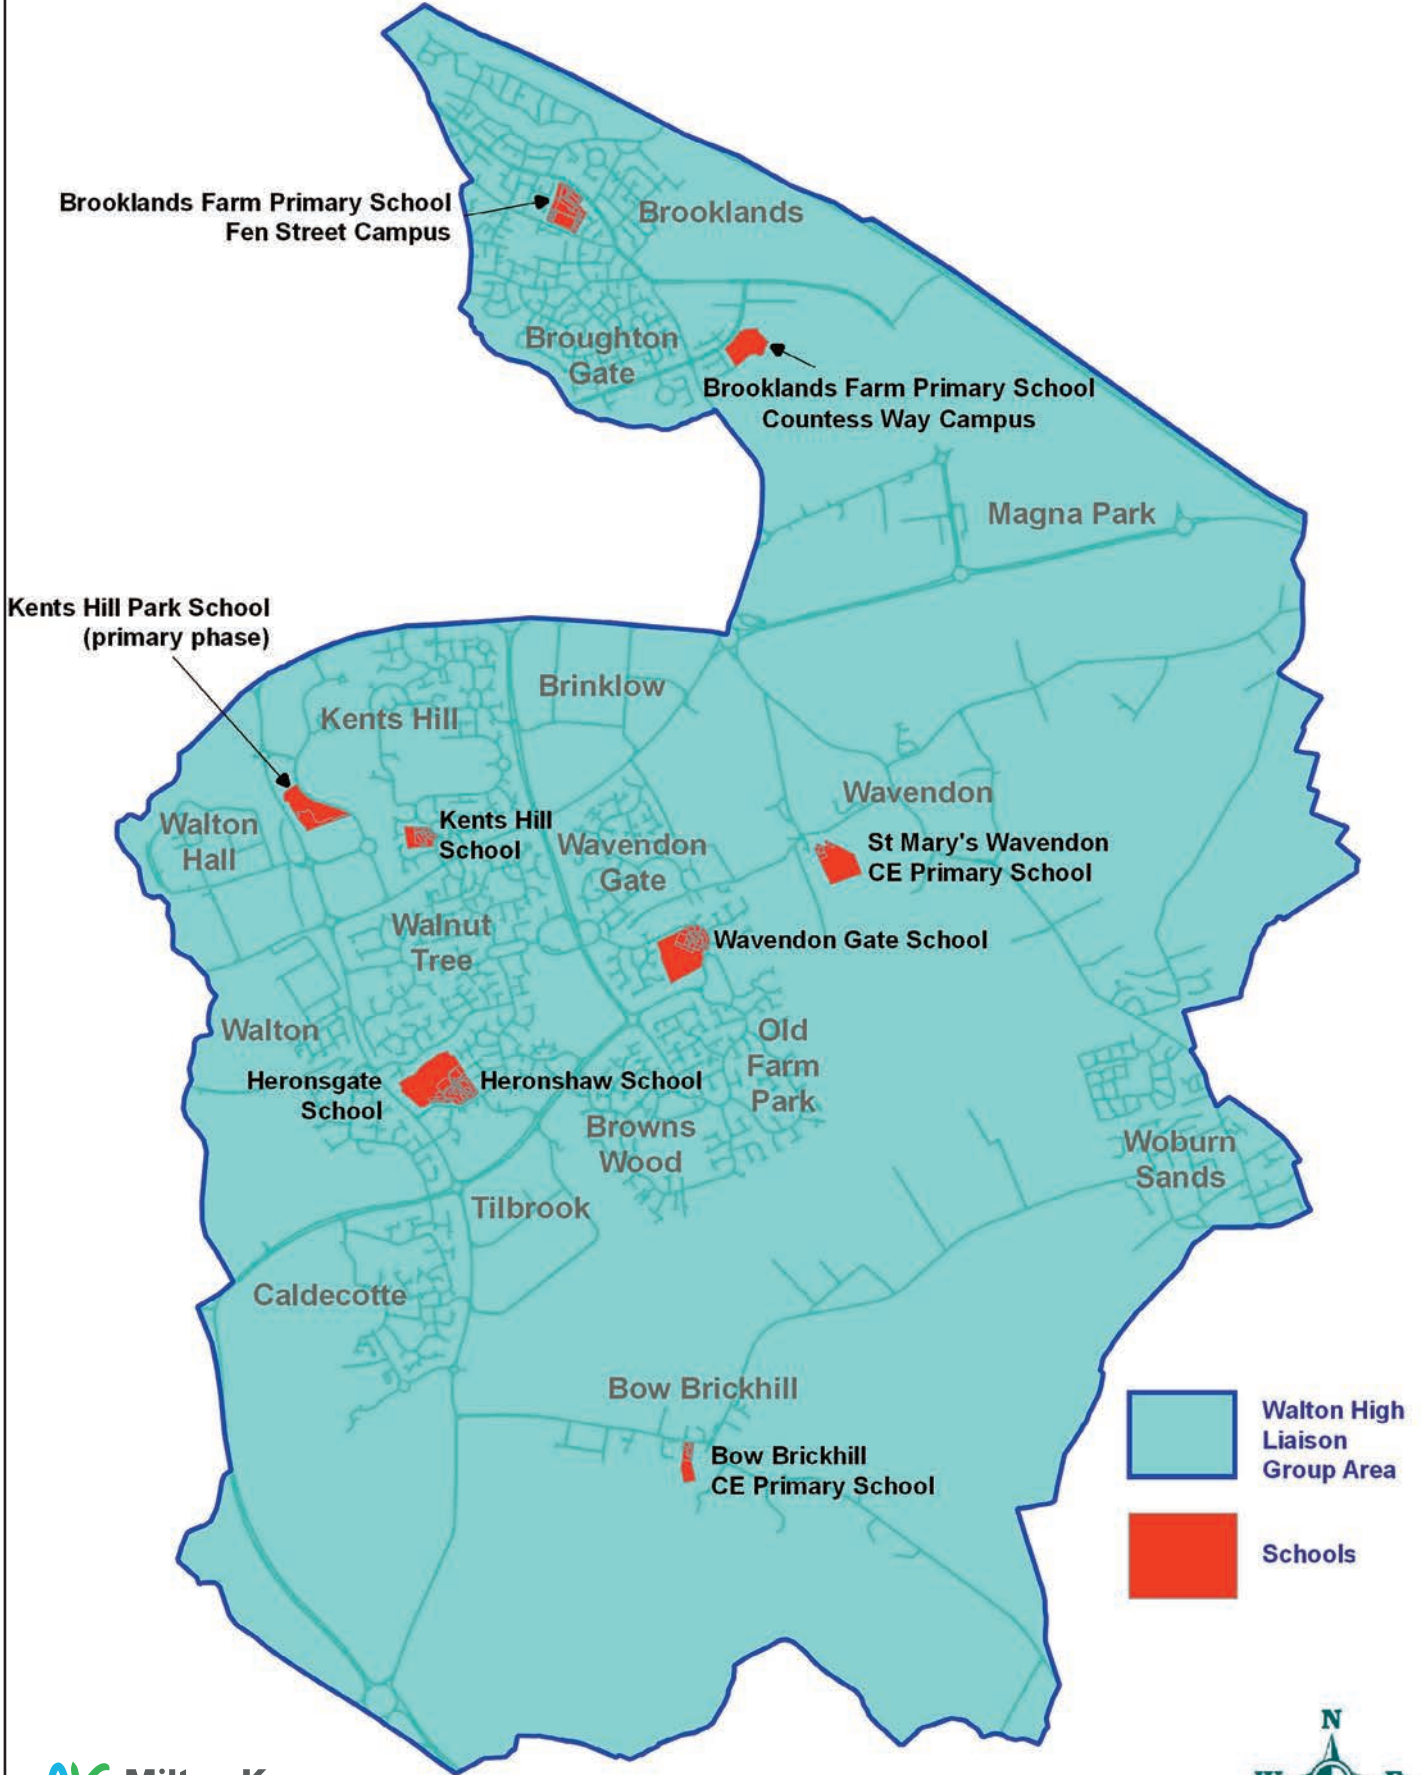 Brooklands Farm Primary School
Fen Street Campus
Brooklands
Broughton
Gate
Brooklands Farm Primary School
Countess Way Campus
Magna Park
Kents Hill Park School
(primary phase)
Brinklow
Kents Hill
Wavendon
Walton
Hall
Kents Hill
School
Wavendon
Gate
St Mary's Wavendon
CE Primary School
Walnut
Tree
Wavendon Gate School
Walton
Old
Farm
Park
Heronsgate
School
Heronshaw School
Browns
Wood
Woburn
Sands
Tilbrook
Caldecotte
Bow Brickhill
Bow Brickhill
CE Primary School
Walton High
Liaison
Group Area
Schools
N